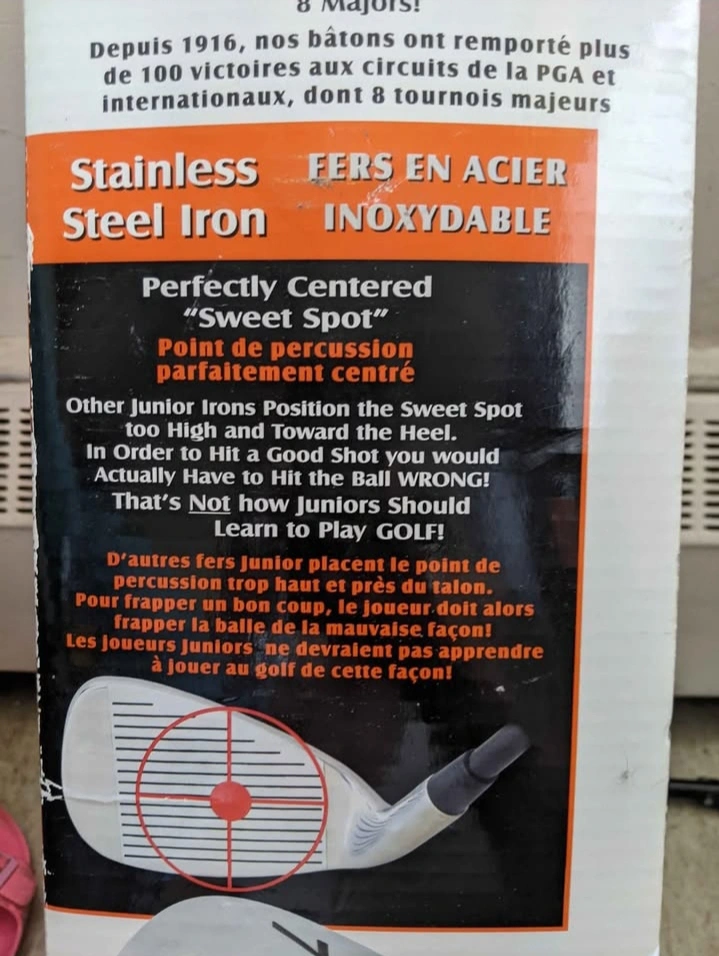 8 Majors!
Depuis 1916, nos bâtons ont remporté plus
de 100 victoires aux circuits de la PGA et
internationaux, dont 8 tournois majeurs
Stainless
Steel Iron
FERS EN ACIER
INOXYDABLE
Perfectly Centered
"Sweet Spot"
Point de percussion
parfaitement centré
Other Junior Irons Position the Sweet Spot
too High and Toward the Heel.
In Order to Hit a Good Shot you would
Actually Have to Hit the Ball WRONG!
That's Not how Juniors Should
Learn to Play GOLF!
D'autres fers Junior placent le point de
percussion trop haut et près du talon.
Pour frapper un bon coup, le joueur doit alors
frapper la balle de la mauvaise façon!
Les joueurs Juniors ne devraient pas apprendre
à jouer au golf de cette façon!
7